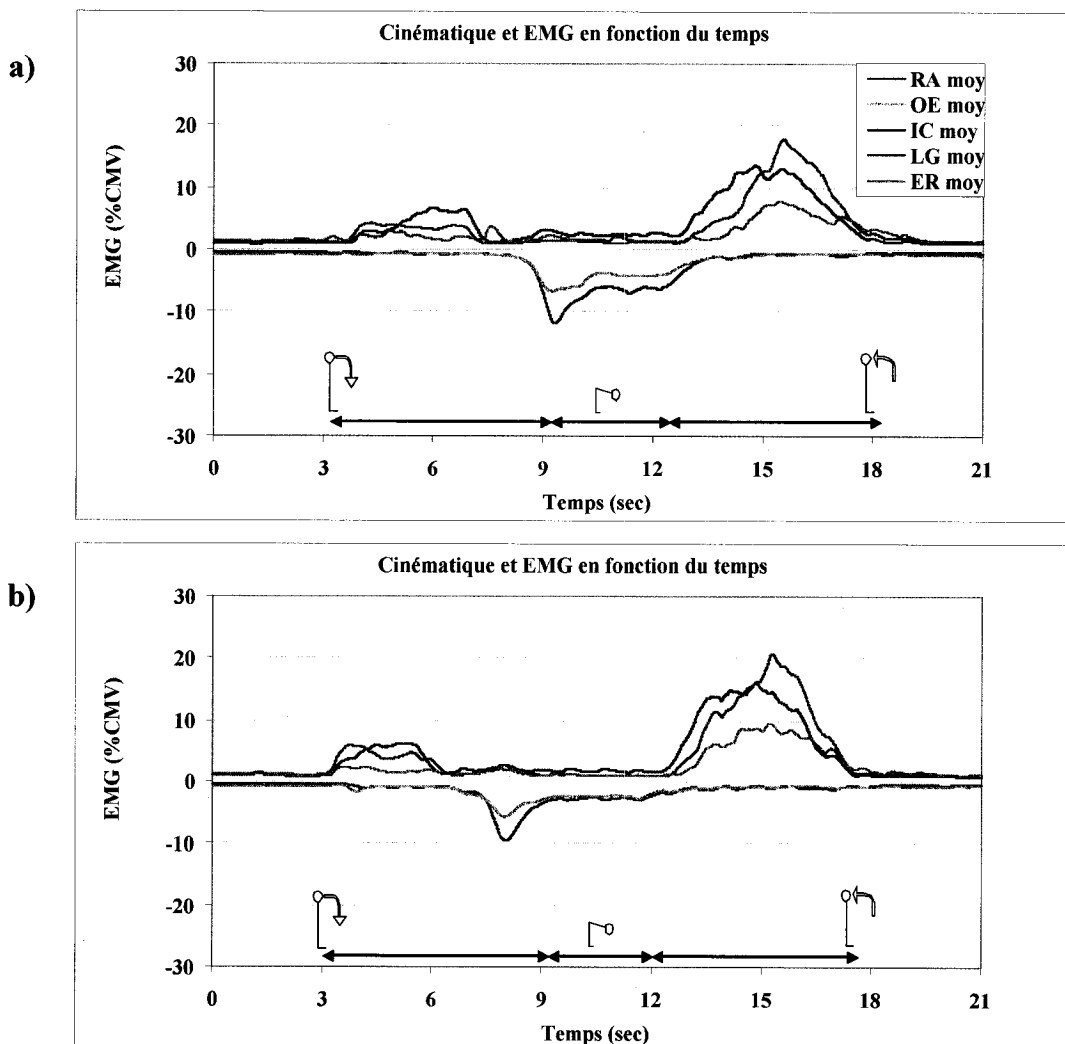 a)
Cinématique et EMG en fonction du temps
EMG (%CMV)
30
20
10
0
-10
-20
-30
RA moy
OE moy
IC moy
LG moy
ER moy
0 3 6 9 12 15 18 21
Temps (sec)
b)
Cinématique et EMG en fonction du temps
EMG (%CMV)
30
20
10
0
-10
-20
-30
0 3 6 9 12 15 18 21
Temps (sec)